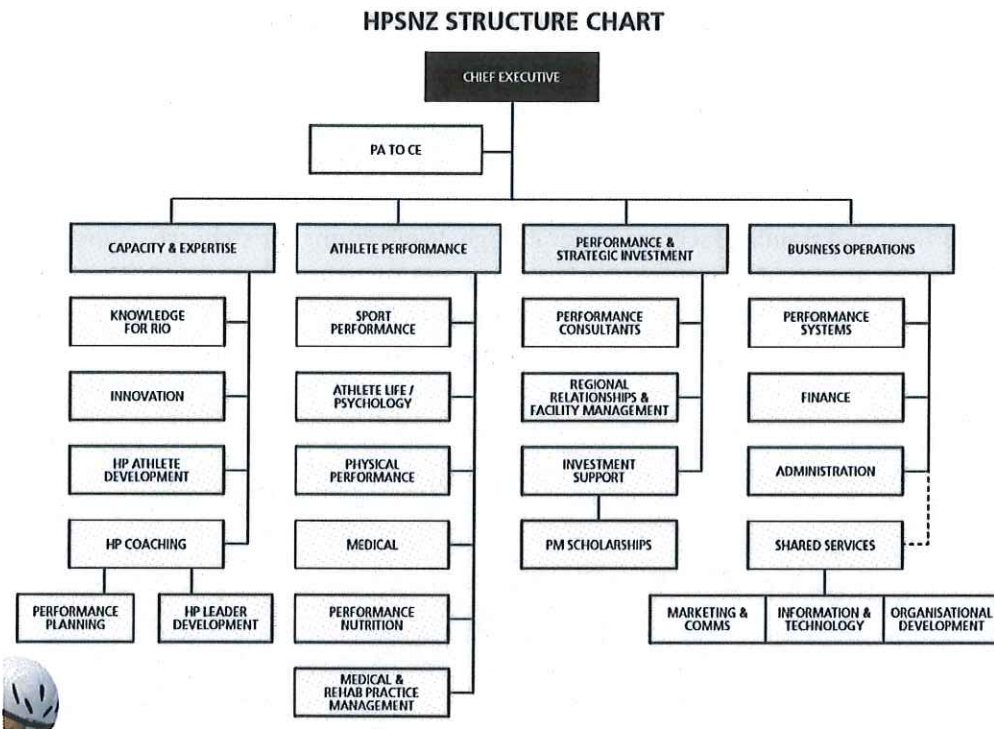 HPSNZ STRUCTURE CHART
CHIEF EXECUTIVE
PA TO CE
CAPACITY & EXPERTISE
KNOWLEDGE
FOR RIO
INNOVATION
HP ATHLETE
DEVELOPMENT
HP COACHING
PERFORMANCE
PLANNING
HP LEADER
DEVELOPMENT
ATHLETE PERFORMANCE
SPORT
PERFORMANCE
ATHLETE LIFE /
PSYCHOLOGY
PHYSICAL
PERFORMANCE
MEDICAL
PERFORMANCE
NUTRITION
MEDICAL &
REHAB PRACTICE
MANAGEMENT
PERFORMANCE &
STRATEGIC INVESTMENT
PERFORMANCE
CONSULTANTS
REGIONAL
RELATIONSHIPS &
FACILITY MANAGEMENT
INVESTMENT
SUPPORT
PM SCHOLARSHIPS
BUSINESS OPERATIONS
PERFORMANCE
SYSTEMS
FINANCE
ADMINISTRATION
SHARED SERVICES
MARKETING &
COMMS
INFORMATION &
TECHNOLOGY
ORGANISATIONAL
DEVELOPMENT